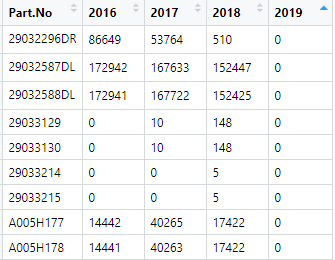 Part.No 2016 2017 2018 2019
29032296DR 86649 53764 510 0
29032587DL 172942 167633 152447 0
29032588DL 172941 167722 152425 0
29033129 0 10 148 0
29033130 0 10 148 0
29033214 0 0 5 0
29033215 0 0 5 0
A005H177 14442 40265 17422 0
A005H178 14441 40263 17422 0